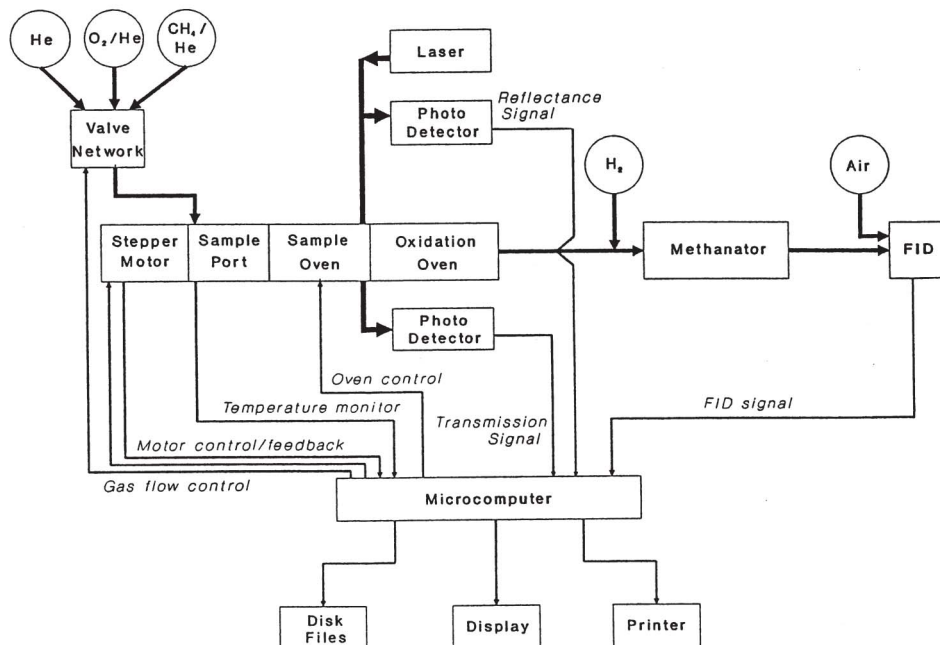 He
O₂/He
CH₄/
He
Laser
Valve
Network
Photo
Detector
Reflectance
Signal
H₂
Air
Stepper
Motor
Sample
Port
Sample
Oven
Oxidation
Oven
Methanator
FID
Photo
Detector
Oven control
Temperature monitor
Transmission
Signal
FID signal
Motor control/feedback
Gas flow control
Microcomputer
Disk
Files
Display
Printer